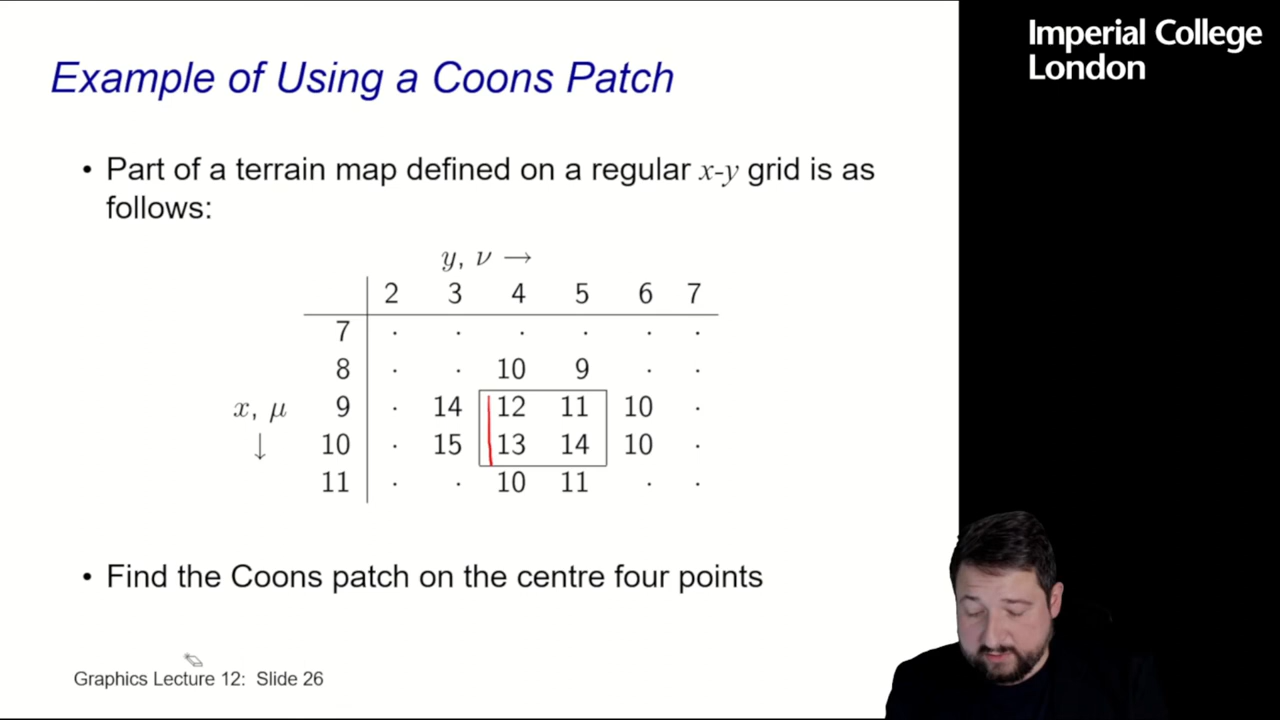 Imperial College
London
Example of Using a Coons Patch
• Part of a terrain map defined on a regular x-y grid is as
follows:
y, ν →
2 3 4 5 6 7
7 · · · · · ·
8 · · 10 9 · ·
x, μ 9 · 14 12 11 10 ·
↓ 10 · 15 13 14 10 ·
11 · · 10 11 · ·
• Find the Coons patch on the centre four points
Graphics Lecture 12: Slide 26